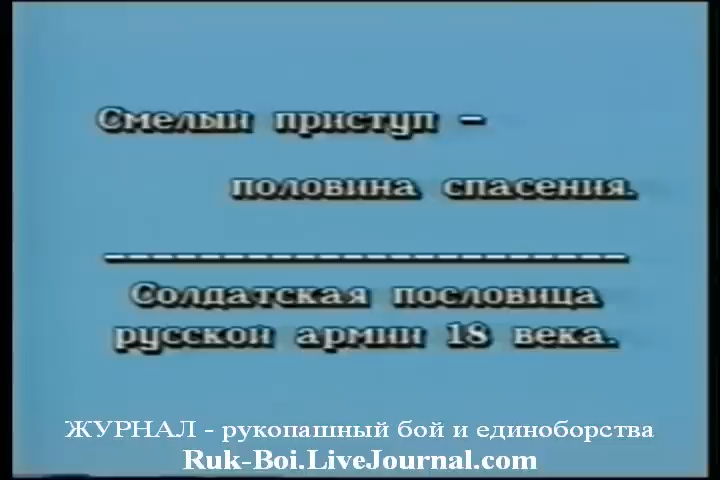 Смелый приступ -
половина спасения.
Солдатская пословица
русской армии 18 века.
ЖУРНАЛ - рукопашный бой и единоборства
Ruk-Boi.LiveJournal.com